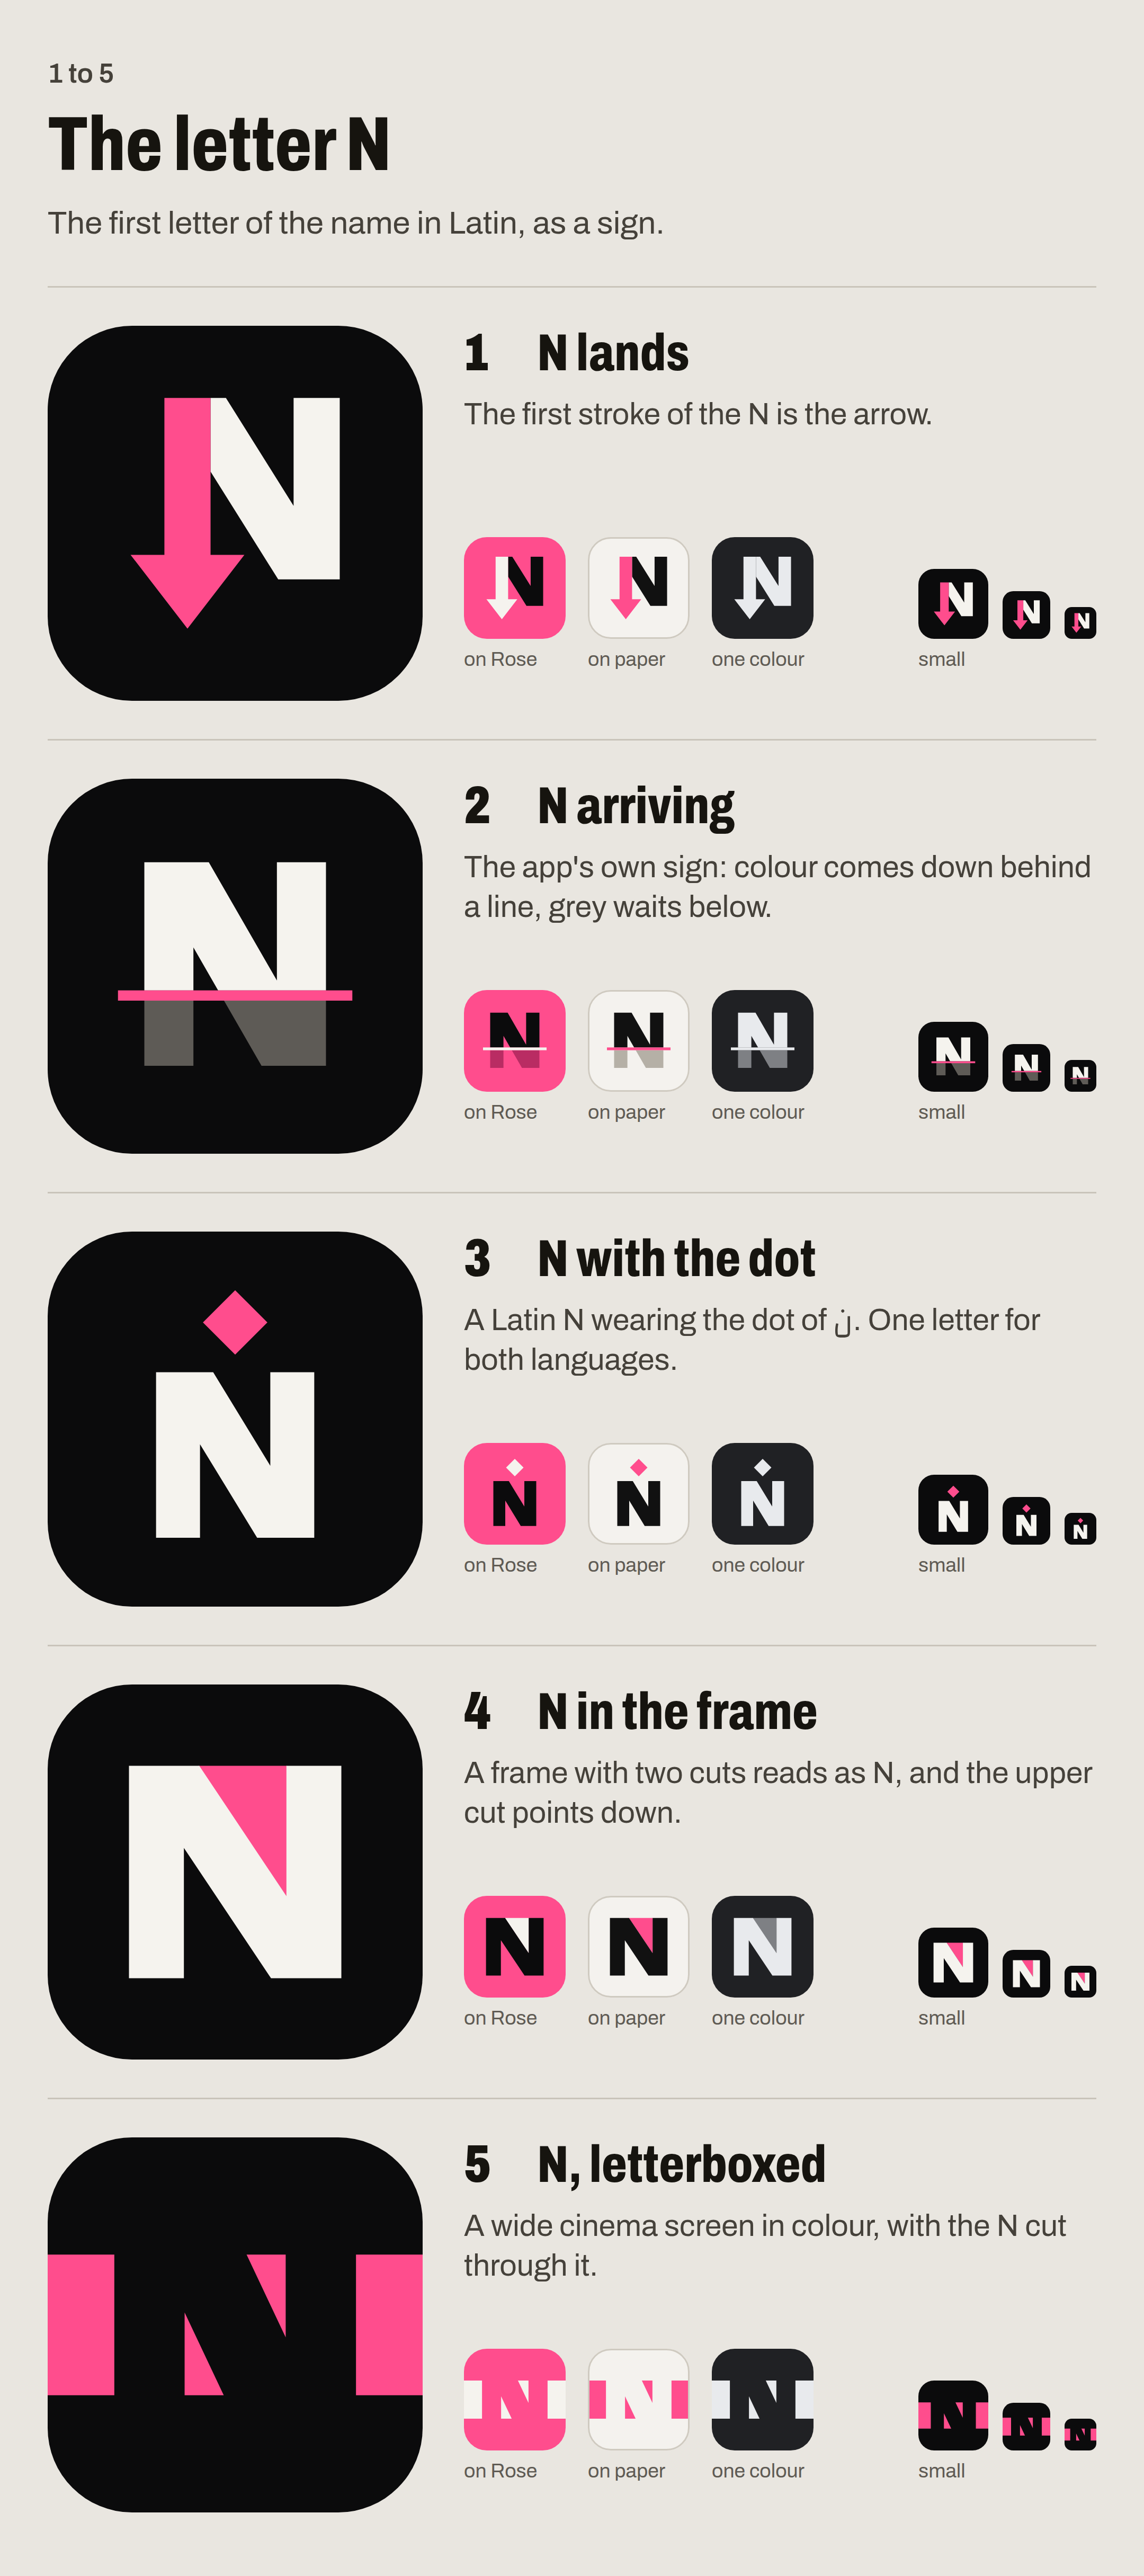 1 to 5
The letter N
The first letter of the name in Latin, as a sign.
N
1 N lands
The first stroke of the N is the arrow.
N N N N N N
on Rose on paper one colour small
N
2 N arriving
The app's own sign: colour comes down behind
a line, grey waits below.
N N N N N N
on Rose on paper one colour small
N
3 N with the dot
A Latin N wearing the dot of ن. One letter for
both languages.
N N N N N N
on Rose on paper one colour small
N
4 N in the frame
A frame with two cuts reads as N, and the upper
cut points down.
N N N N N N
on Rose on paper one colour small
N
5 N, letterboxed
A wide cinema screen in colour, with the N cut
through it.
N N N N N N
on Rose on paper one colour small